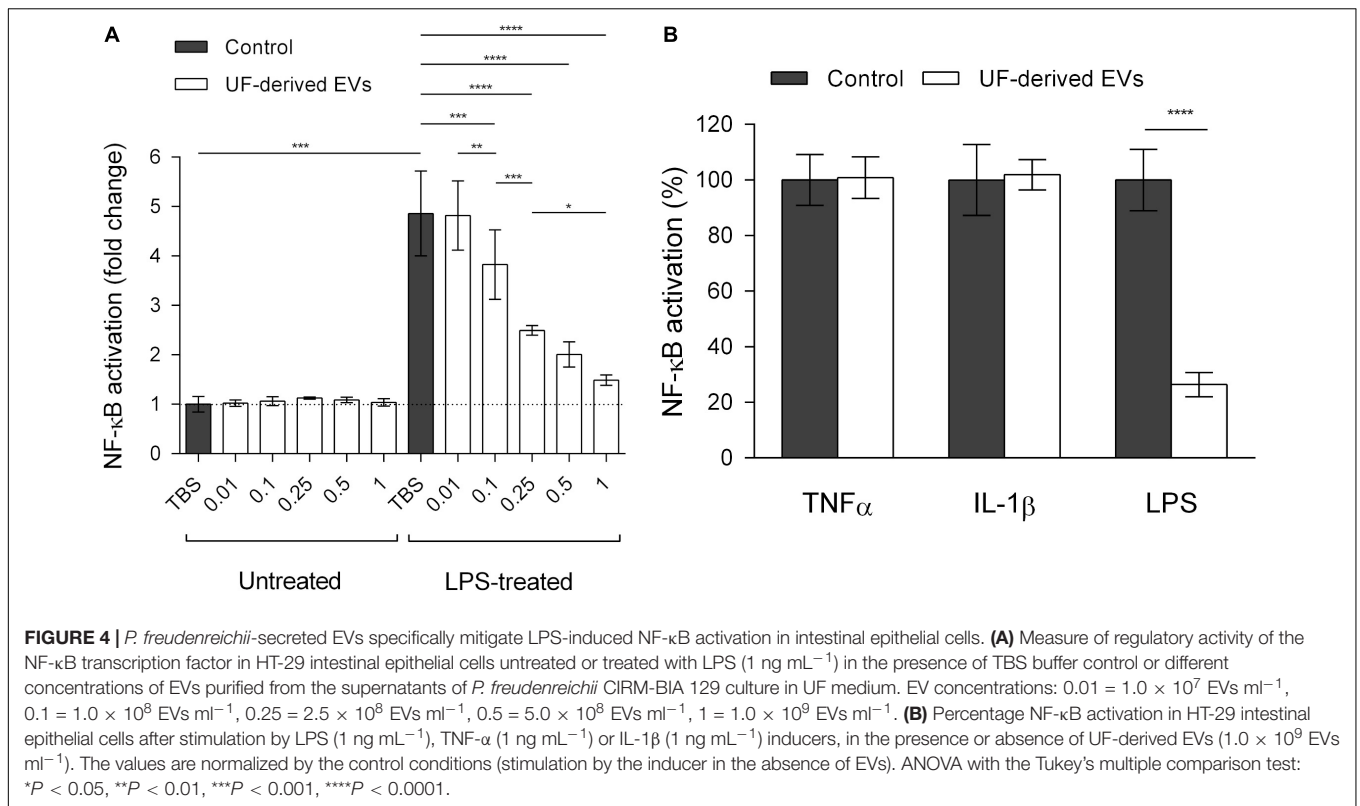 A
Control
UF-derived EVs
****
****
****
***
***
**
***
*
NF-κB activation (fold change)
6
5
4
3
2
1
0
TBS 0.01 0.1 0.25 0.5 1 TBS 0.01 0.1 0.25 0.5 1
Untreated LPS-treated
B
Control UF-derived EVs
****
NF-κB activation (%)
120
100
80
60
40
20
0
TNFα IL-1β LPS
FIGURE 4 | P. freudenreichii-secreted EVs specifically mitigate LPS-induced NF-κB activation in intestinal epithelial cells. (A) Measure of regulatory activity of the
NF-κB transcription factor in HT-29 intestinal epithelial cells untreated or treated with LPS (1 ng mL−1) in the presence of TBS buffer control or different
concentrations of EVs purified from the supernatants of P. freudenreichii CIRM-BIA 129 culture in UF medium. EV concentrations: 0.01 = 1.0 × 10⁷ EVs ml−1,
0.1 = 1.0 × 10⁸ EVs ml−1, 0.25 = 2.5 × 10⁸ EVs ml−1, 0.5 = 5.0 × 10⁸ EVs ml−1, 1 = 1.0 × 10⁹ EVs ml−1. (B) Percentage NF-κB activation in HT-29 intestinal
epithelial cells after stimulation by LPS (1 ng mL−1), TNF-α (1 ng mL−1) or IL-1β (1 ng mL−1) inducers, in the presence or absence of UF-derived EVs (1.0 × 10⁹ EVs
ml−1). The values are normalized by the control conditions (stimulation by the inducer in the absence of EVs). ANOVA with the Tukey's multiple comparison test:
*P < 0.05, **P < 0.01, ***P < 0.001, ****P < 0.0001.